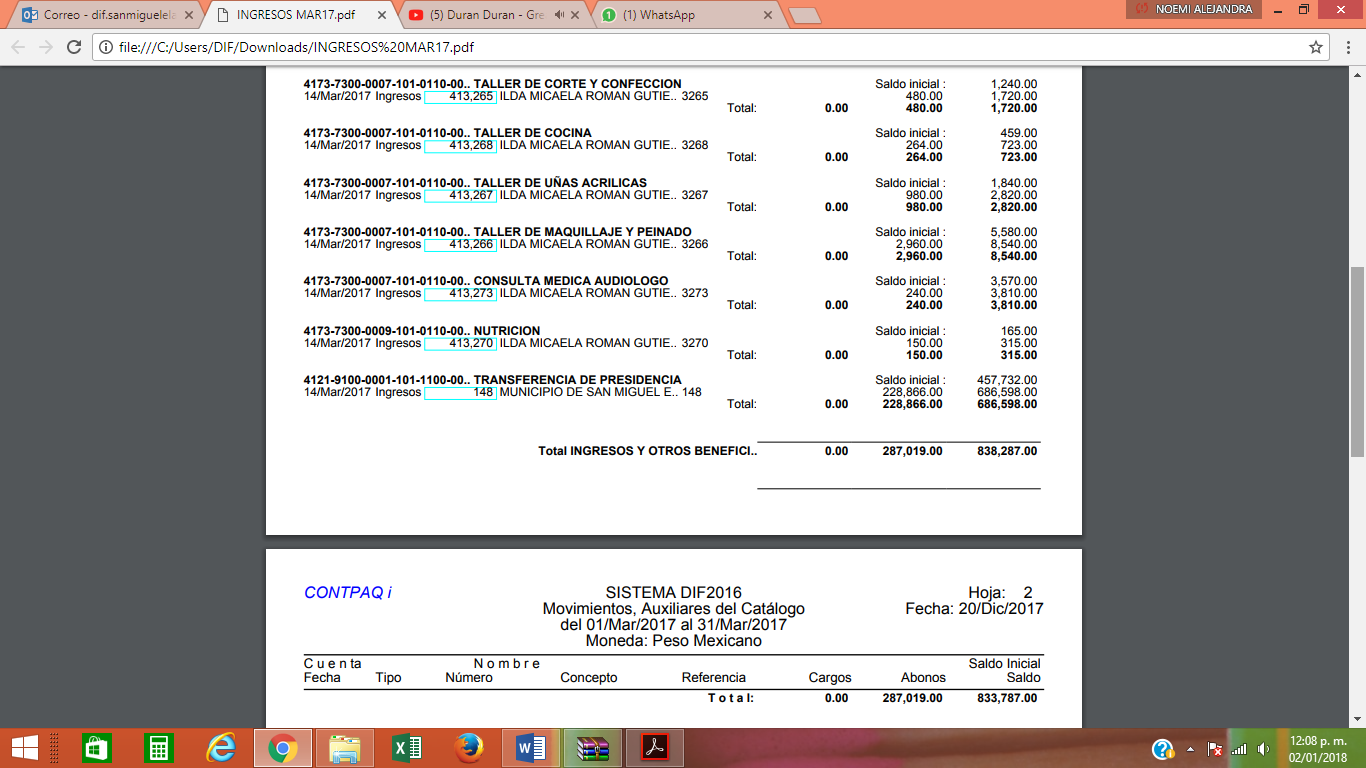 Correo - dif.sanmiguelela
INGRESOS MAR17.pdf
(5) Duran Duran - Gre
(1) WhatsApp
NOEMI ALEJANDRA
file:///C:/Users/DIF/Downloads/INGRESOS%20MAR17.pdf
4173-7300-0007-101-0110-00.. TALLER DE CORTE Y CONFECCION Saldo inicial : 1,240.00
14/Mar/2017 Ingresos 413,265 ILDA MICAELA ROMAN GUTIE.. 3265 480.00 1,720.00
Total: 0.00 480.00 1,720.00
4173-7300-0007-101-0110-00.. TALLER DE COCINA Saldo inicial : 459.00
14/Mar/2017 Ingresos 413,268 ILDA MICAELA ROMAN GUTIE.. 3268 264.00 723.00
Total: 0.00 264.00 723.00
4173-7300-0007-101-0110-00.. TALLER DE UÑAS ACRILICAS Saldo inicial : 1,840.00
14/Mar/2017 Ingresos 413,267 ILDA MICAELA ROMAN GUTIE.. 3267 980.00 2,820.00
Total: 0.00 980.00 2,820.00
4173-7300-0007-101-0110-00.. TALLER DE MAQUILLAJE Y PEINADO Saldo inicial : 5,580.00
14/Mar/2017 Ingresos 413,266 ILDA MICAELA ROMAN GUTIE.. 3266 2,960.00 8,540.00
Total: 0.00 2,960.00 8,540.00
4173-7300-0007-101-0110-00.. CONSULTA MEDICA AUDIOLOGO Saldo inicial : 3,570.00
14/Mar/2017 Ingresos 413,273 ILDA MICAELA ROMAN GUTIE.. 3273 240.00 3,810.00
Total: 0.00 240.00 3,810.00
4173-7300-0009-101-0110-00.. NUTRICION Saldo inicial : 165.00
14/Mar/2017 Ingresos 413,270 ILDA MICAELA ROMAN GUTIE.. 3270 150.00 315.00
Total: 0.00 150.00 315.00
4121-9100-0001-101-1100-00.. TRANSFERENCIA DE PRESIDENCIA Saldo inicial : 457,732.00
14/Mar/2017 Ingresos 148 MUNICIPIO DE SAN MIGUEL E.. 148 228,866.00 686,598.00
Total: 0.00 228,866.00 686,598.00
Total INGRESOS Y OTROS BENEFICI.. 0.00 287,019.00 838,287.00
CONTPAQ i SISTEMA DIF2016 Hoja: 2
Movimientos, Auxiliares del Catálogo Fecha: 20/Dic/2017
del 01/Mar/2017 al 31/Mar/2017
Moneda: Peso Mexicano
C u e n t a N o m b r e Saldo Inicial
Fecha Tipo Número Concepto Referencia Cargos Abonos Saldo
T o t a l : 0.00 287,019.00 833,787.00
12:08 p. m.
02/01/2018